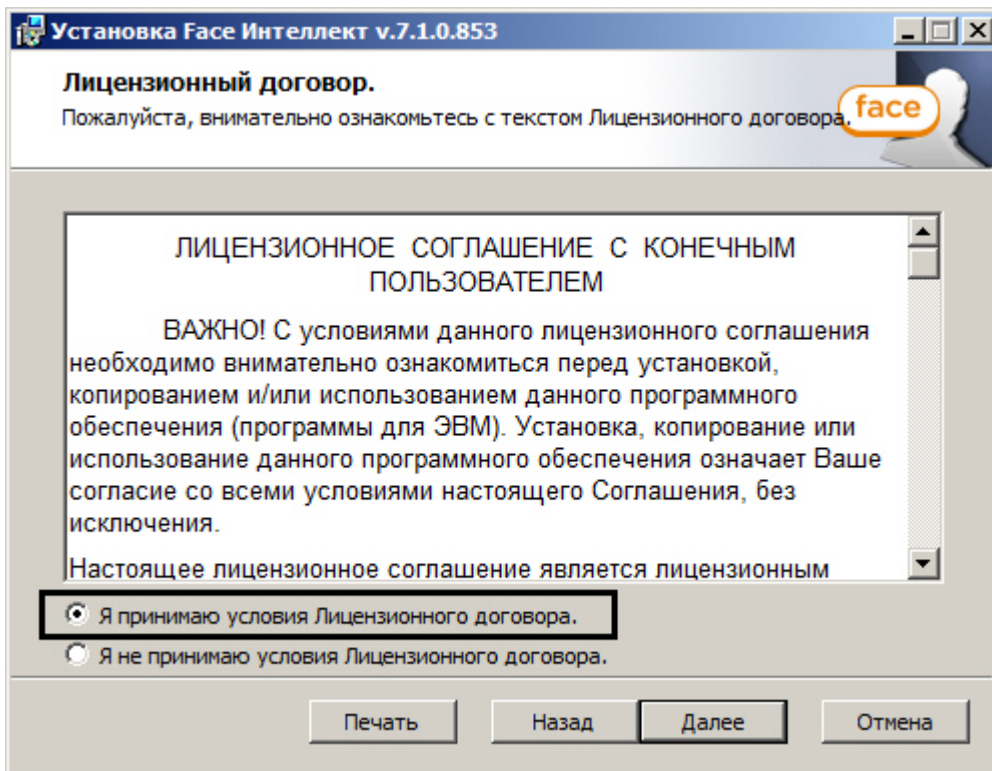 Установка Face Интеллект v.7.1.0.853
Лицензионный договор.
Пожалуйста, внимательно ознакомьтесь с текстом Лицензионного договора.
face
ЛИЦЕНЗИОННОЕ СОГЛАШЕНИЕ С КОНЕЧНЫМ
ПОЛЬЗОВАТЕЛЕМ
ВАЖНО! С условиями данного лицензионного соглашения
необходимо внимательно ознакомиться перед установкой,
копированием и/или использованием данного программного
обеспечения (программы для ЭВМ). Установка, копирование или
использование данного программного обеспечения означает Ваше
согласие со всеми условиями настоящего Соглашения, без
исключения.
Настоящее лицензионное соглашение является лицензионным
Я принимаю условия Лицензионного договора.
Я не принимаю условия Лицензионного договора.
Печать Назад Далее Отмена